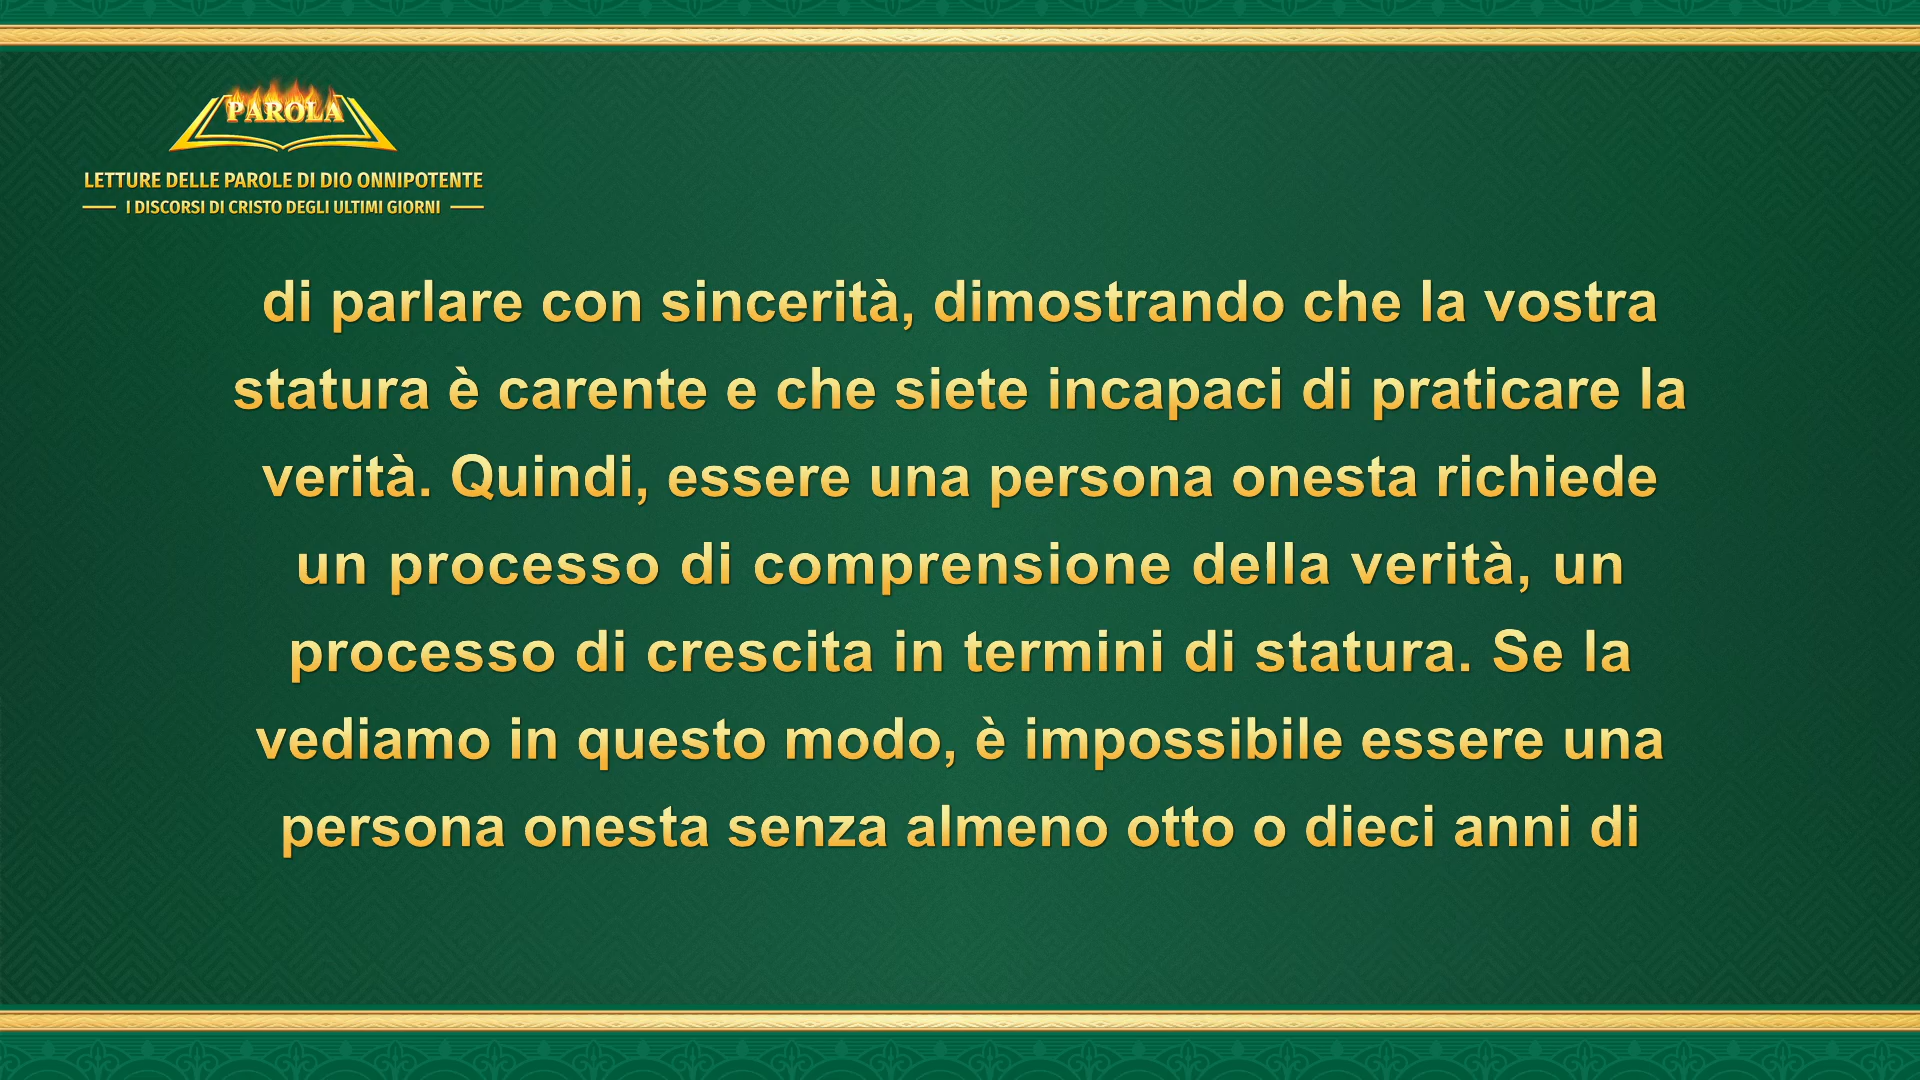 PAROLA
LETTURE DELLE PAROLE DI DIO ONNIPOTENTE
I DISCORSI DI CRISTO DEGLI ULTIMI GIORNI
di parlare con sincerità, dimostrando che la vostra
statura è carente e che siete incapaci di praticare la
verità. Quindi, essere una persona onesta richiede
un processo di comprensione della verità, un
processo di crescita in termini di statura. Se la
vediamo in questo modo, è impossibile essere una
persona onesta senza almeno otto o dieci anni di